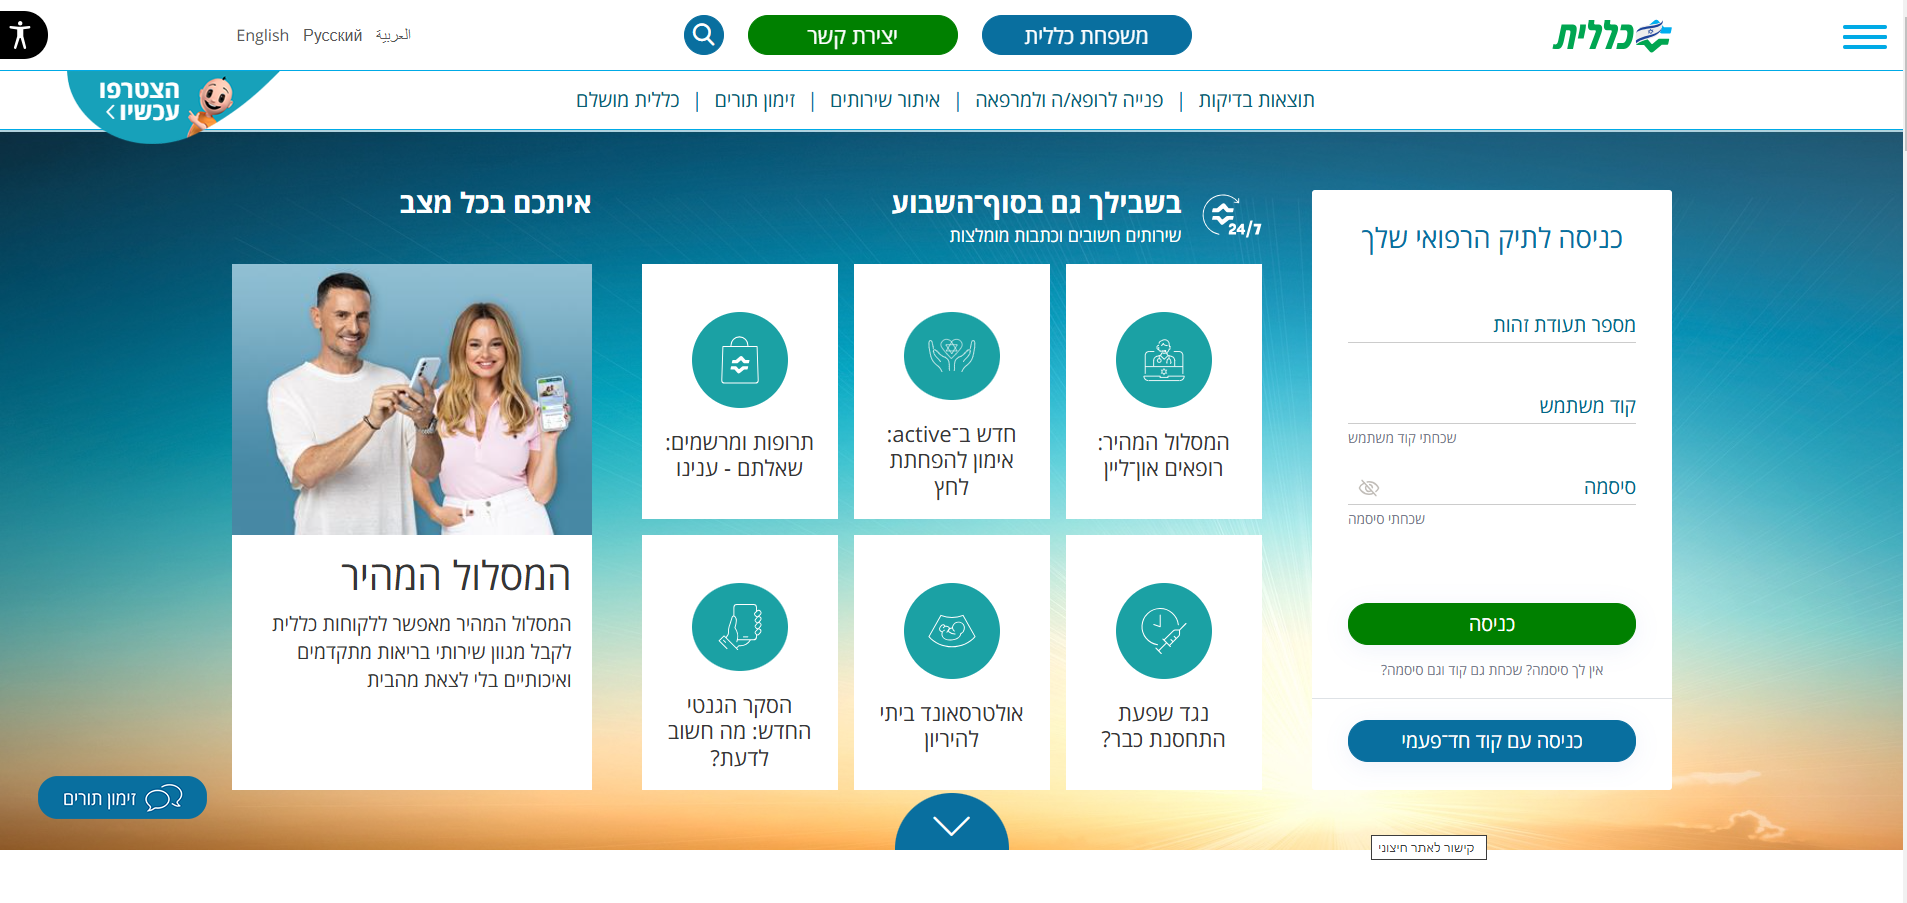 כללית
משפחת כללית
יצירת קשר
العربية
Русский
English
תוצאות בדיקות | פנייה לרופא/ה ולמרפאה | איתור שירותים | זימון תורים | כללית מושלם
הצטרפו
עכשיו
כניסה לתיק הרפואי שלך
מספר תעודת זהות
קוד משתמש
שכחתי קוד משתמש
סיסמה
שכחתי סיסמה
כניסה
אין לך סיסמה? שכחת גם קוד וגם סיסמה?
כניסה עם קוד חד־פעמי
24/7
בשבילך גם בסוף־השבוע
שירותים חשובים וכתבות מומלצות
המסלול המהיר:
רופאים און־ליין
חדש ב־active:
אימון להפחתת
לחץ
תרופות ומרשמים:
שאלתם - ענינו
נגד שפעת
התחסנת כבר?
אולטרסאונד ביתי
להיריון
הסקר הגנטי
החדש: מה חשוב
לדעת?
איתכם בכל מצב
המסלול המהיר
המסלול המהיר מאפשר ללקוחות כללית
לקבל מגוון שירותי בריאות מתקדמים
ואיכותיים בלי לצאת מהבית
זימון תורים
קישור לאתר חיצוני